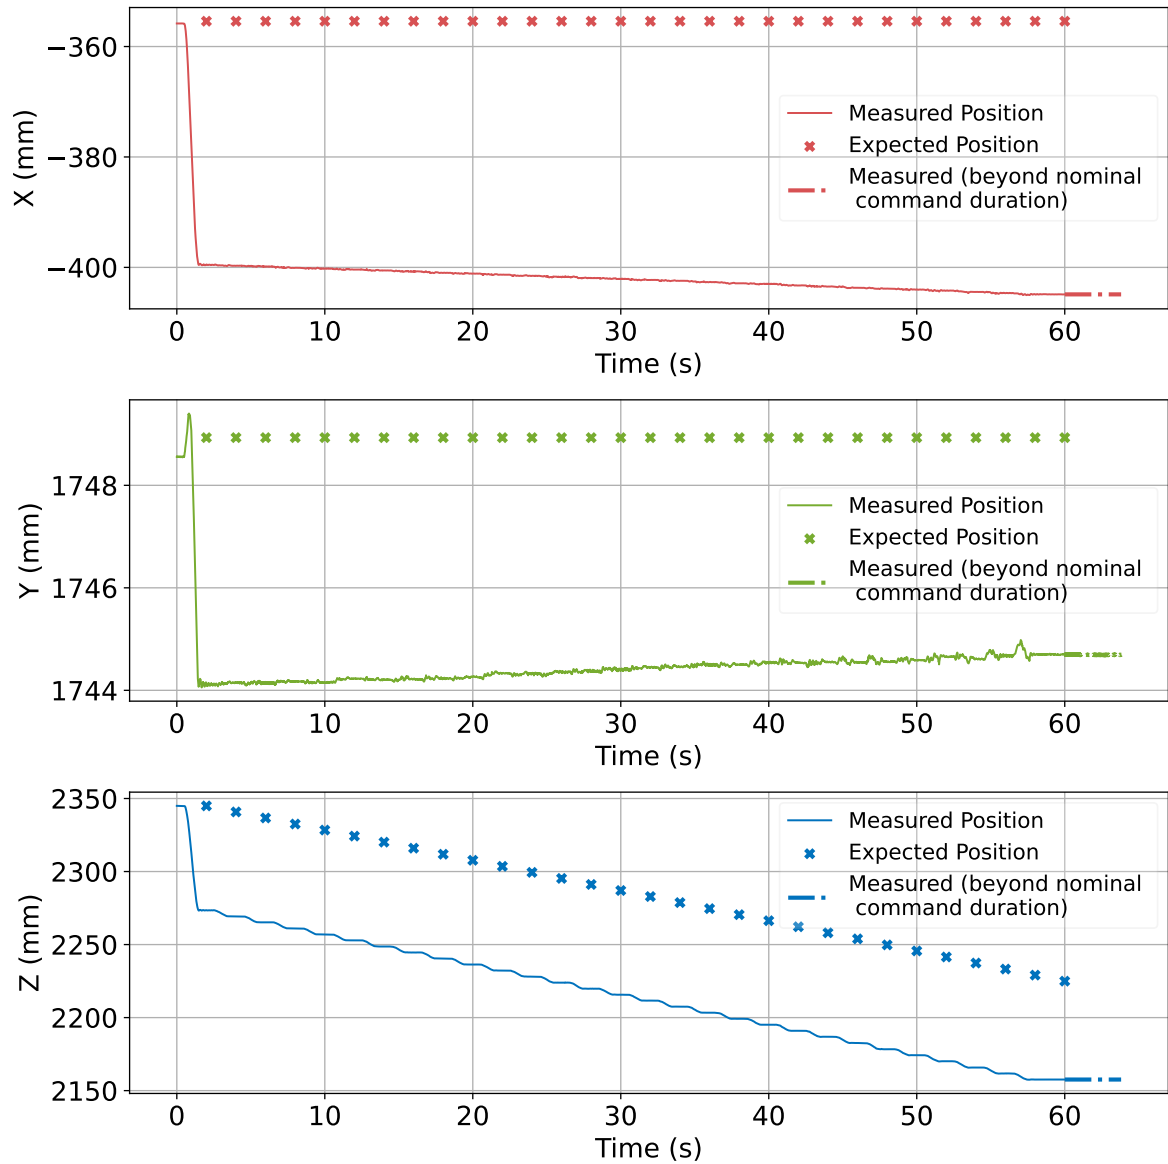 X (mm)
−360
−380
−400
Measured Position
Expected Position
Measured (beyond nominal
command duration)
0 10 20 30 40 50 60
Time (s)
Y (mm)
1748
1746
1744
Measured Position
Expected Position
Measured (beyond nominal
command duration)
0 10 20 30 40 50 60
Time (s)
Z (mm)
2350
2300
2250
2200
2150
Measured Position
Expected Position
Measured (beyond nominal
command duration)
0 10 20 30 40 50 60
Time (s)